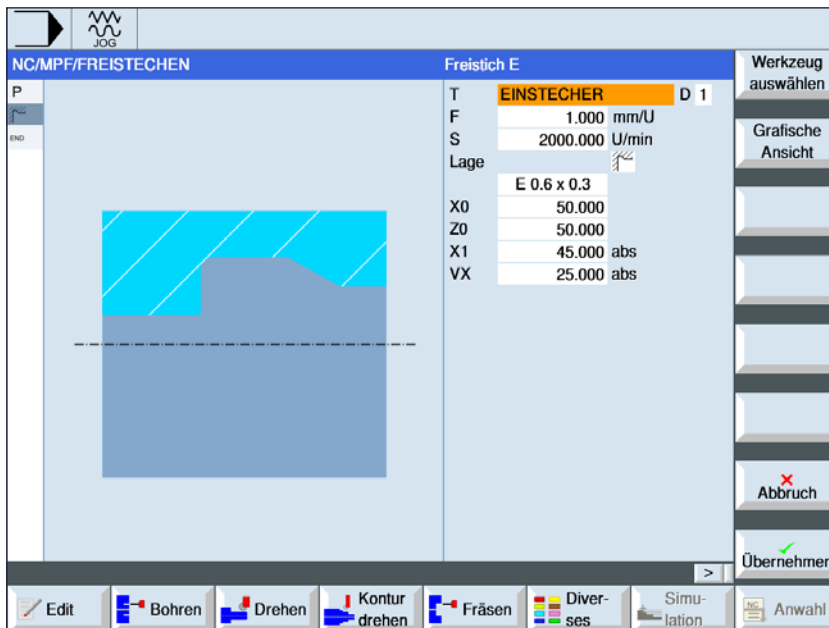 JOG
NC/MPF/FREISTECHEN
Freistich E
P
END
T EINSTECHER D 1
F 1.000 mm/U
S 2000.000 U/min
Lage
E 0.6 x 0.3
X0 50.000
Z0 50.000
X1 45.000 abs
VX 25.000 abs
Werkzeug
auswählen
Grafische
Ansicht
Abbruch
Übernehmen
>
Edit
Bohren
Drehen
Kontur
drehen
Fräsen
Diver-
ses
Simu-
lation
NC
Anwahl